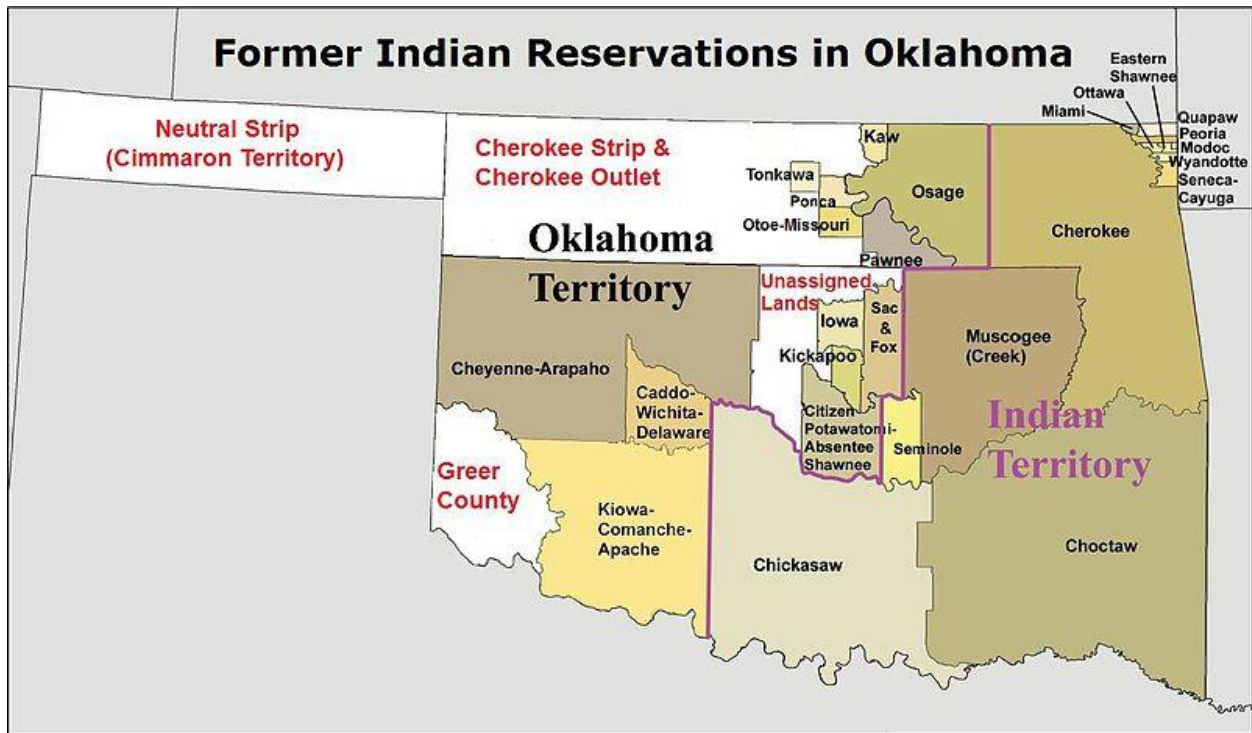 Former Indian Reservations in Oklahoma
Eastern
Shawnee
Ottawa
Miami
Quapaw
Peoria
Modoc
Wyandotte
Seneca-
Cayuga
Neutral Strip
(Cimmaron Territory)
Cherokee Strip &
Cherokee Outlet
Kaw
Tonkawa
Ponca
Osage
Otoe-Missouri
Cherokee
Oklahoma
Territory
Pawnee
Unassigned
Lands
Iowa
Sac
&
Fox
Muscogee
(Creek)
Kickapoo
Cheyenne-Arapaho
Caddo-
Wichita-
Delaware
Citizen
Potawatomi-
Absentee
Shawnee
Seminole
Indian
Territory
Greer
County
Kiowa-
Comanche-
Apache
Chickasaw
Choctaw